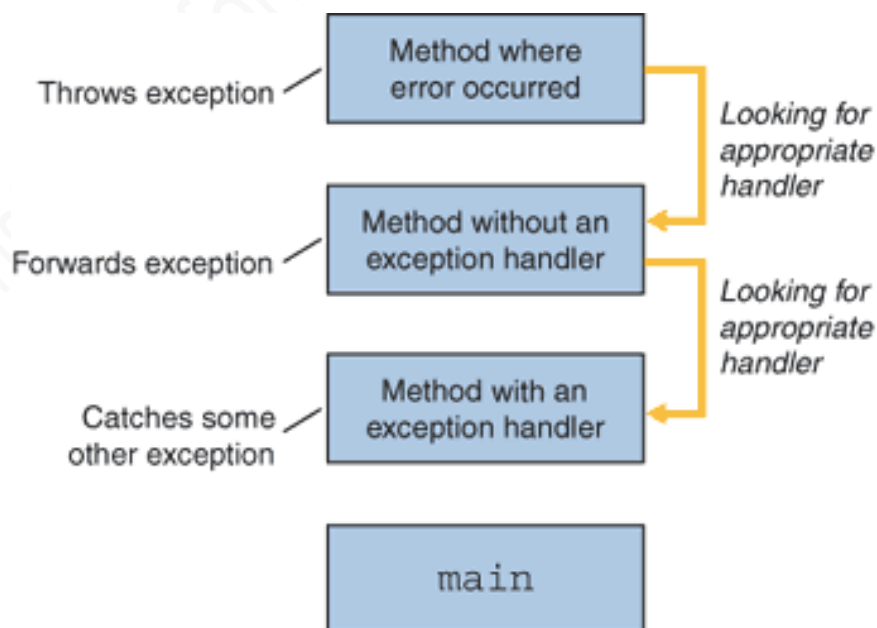 Method where
error occurred
Throws exception
Looking for
appropriate
handler
Method without an
exception handler
Forwards exception
Looking for
appropriate
handler
Method with an
exception handler
Catches some
other exception
main